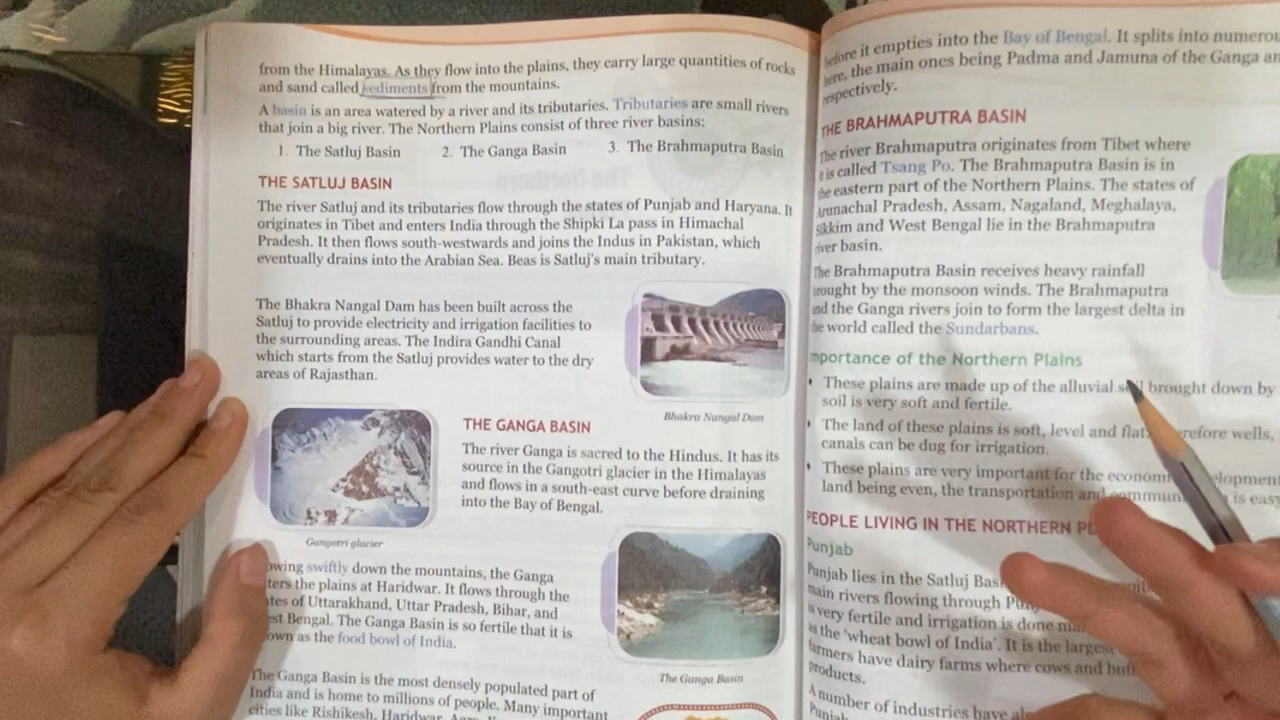 from the Himalayas. As they flow into the plains, they carry large quantities of rocks
and sand called sediments from the mountains.
A basin is an area watered by a river and its tributaries. Tributaries are small rivers
that join a big river. The Northern Plains consist of three river basins:
1. The Satluj Basin 2. The Ganga Basin 3. The Brahmaputra Basin
THE SATLUJ BASIN
The river Satluj and its tributaries flow through the states of Punjab and Haryana. It
originates in Tibet and enters India through the Shipki La pass in Himachal
Pradesh. It then flows south-westwards and joins the Indus in Pakistan, which
eventually drains into the Arabian Sea. Beas is Satluj's main tributary.
The Bhakra Nangal Dam has been built across the
Satluj to provide electricity and irrigation facilities to
the surrounding areas. The Indira Gandhi Canal
which starts from the Satluj provides water to the dry
areas of Rajasthan.
Bhakra Nangal Dam
THE GANGA BASIN
The river Ganga is sacred to the Hindus. It has its
source in the Gangotri glacier in the Himalayas
and flows in a south-east curve before draining
into the Bay of Bengal.
Gangotri glacier
swiftly down the mountains, the Ganga
the plains at Haridwar. It flows through the
of Uttarakhand, Uttar Pradesh, Bihar, and
Bengal. The Ganga Basin is so fertile that it is
as the food bowl of India.
The Ganga Basin
The Ganga Basin is the most densely populated part of
India and is home to millions of people. Many important
cities like Rishikesh, Haridwar,
before it empties into the Bay of Bengal. It splits into
here, the main ones being Padma and Jamuna of the Ganga
respectively.
THE BRAHMAPUTRA BASIN
The river Brahmaputra originates from Tibet where
it is called Tsang Po. The Brahmaputra Basin is in
the eastern part of the Northern Plains. The states of
Arunachal Pradesh, Assam, Nagaland, Meghalaya,
Sikkim and West Bengal lie in the Brahmaputra
river basin.
The Brahmaputra Basin receives heavy rainfall
brought by the monsoon winds. The Brahmaputra
and the Ganga rivers join to form the largest delta in
the world called the Sundarbans.
Importance of the Northern Plains
• These plains are made up of the alluvial soil brought down by
soil is very soft and fertile.
• The land of these plains is soft, level and flat. wells,
canals can be dug for irrigation.
• These plains are very important for the
land being even, the transportation and is
PEOPLE LIVING IN THE NORTHERN
Punjab
Punjab lies in the Satluj
main rivers flowing through
is very fertile and irrigation is done
as the 'wheat bowl of India'. It is the
farmers have dairy farms where cows and
products.
A number of industries have